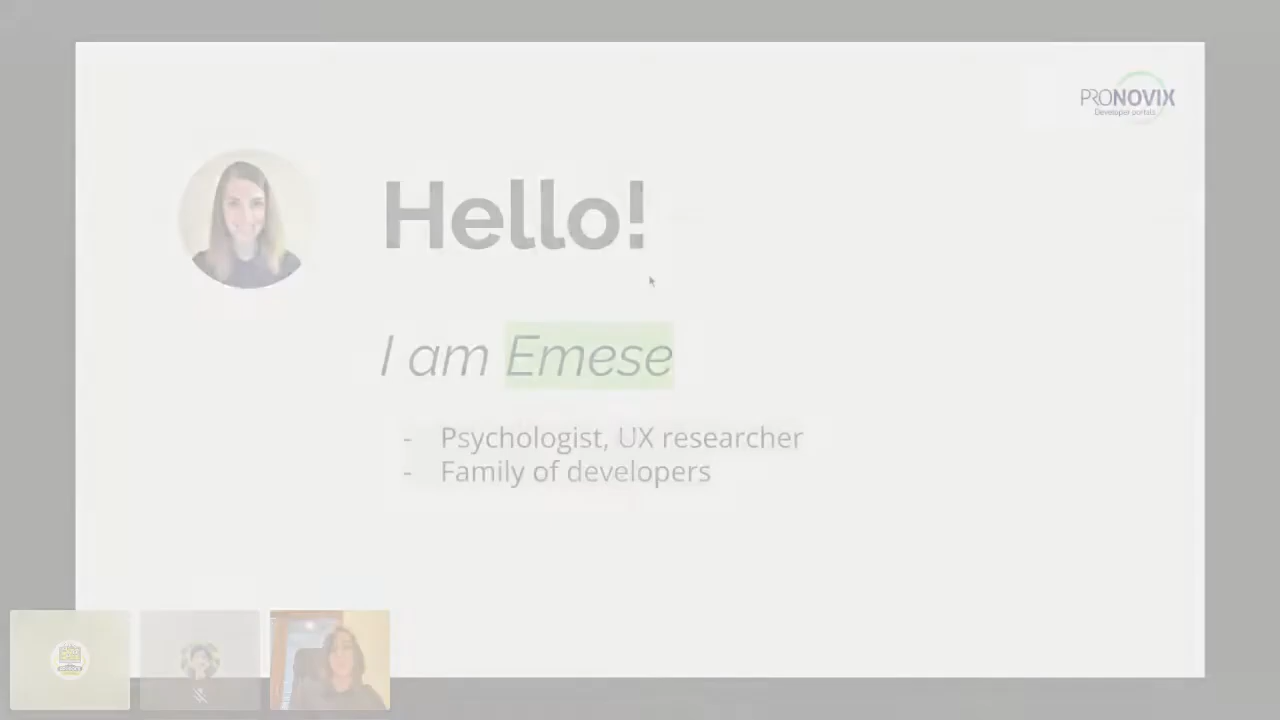 PRONOVIX
Developer portals
Hello!
I am Emese
- Psychologist, UX researcher
- Family of developers